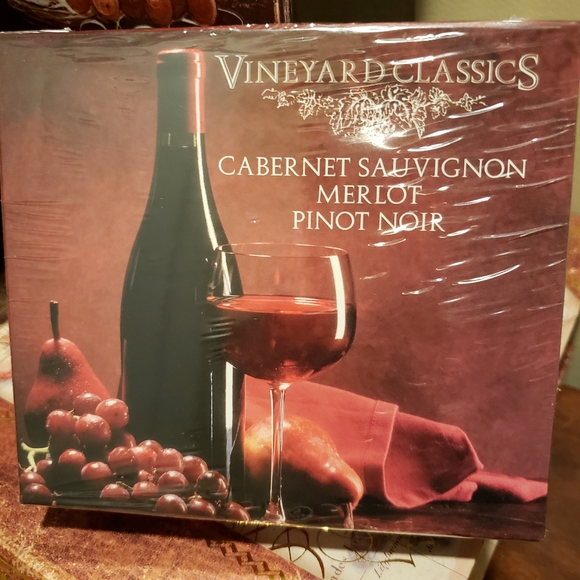 VINEYARD CLASSICS
CABERNET SAUVIGNON
MERLOT
PINOT NOIR